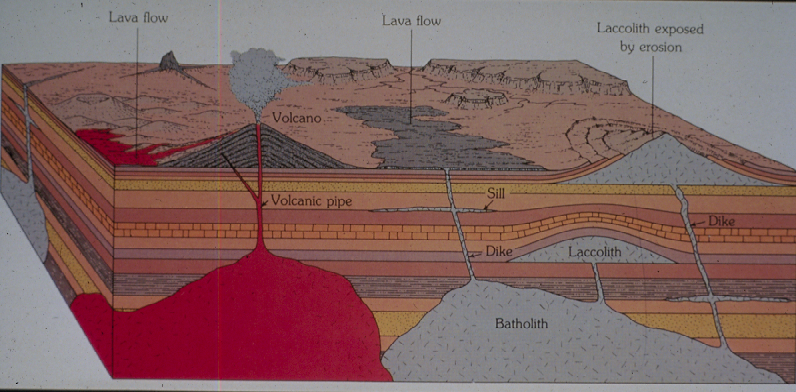 Lava flow
Lava flow
Laccolith exposed
by erosion
Volcano
Volcanic pipe
Sill
Dike
Dike
Laccolith
Batholith